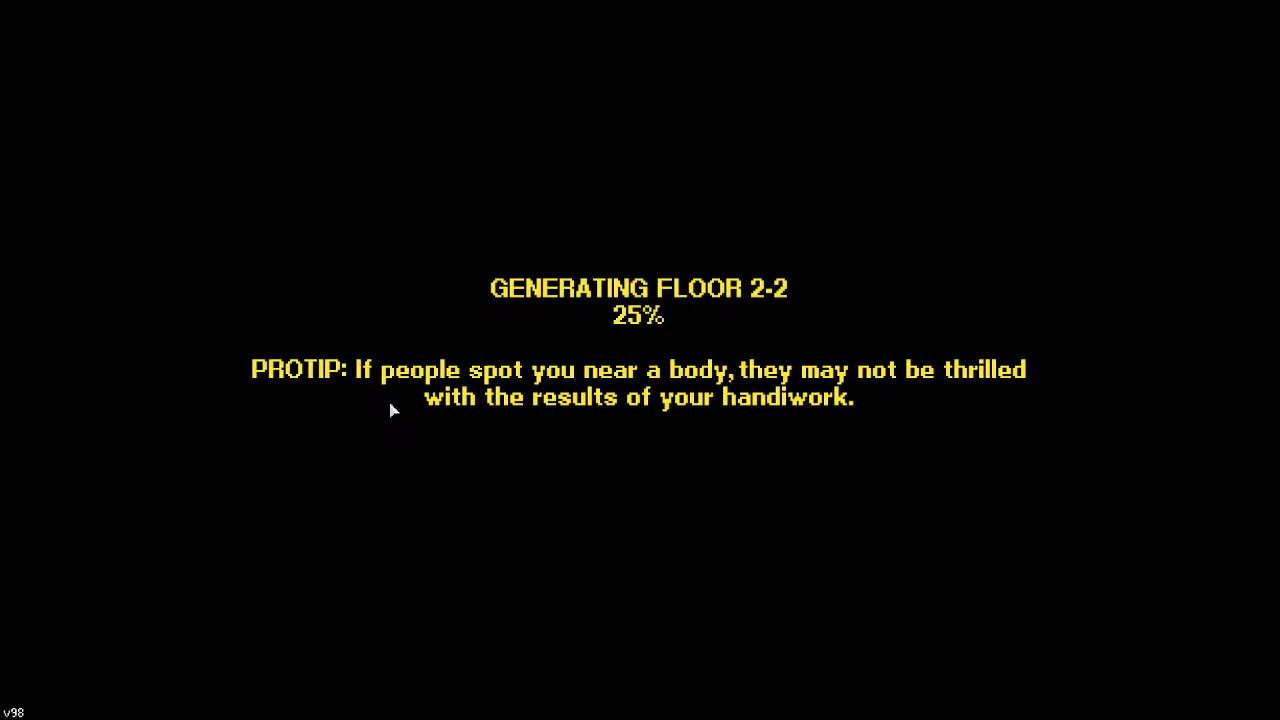 GENERATING FLOOR 2-2
25%
PROTIP: If people spot you near a body, they may not be thrilled
with the results of your handiwork.
v98